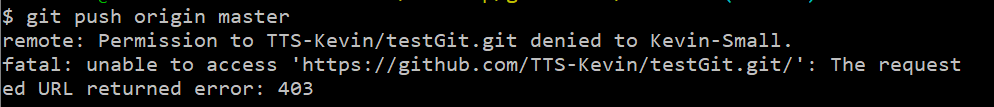 $ git push origin master
remote: Permission to TTS-Kevin/testGit.git denied to Kevin-Small.
fatal: unable to access 'https://github.com/TTS-Kevin/testGit.git/': The request
ed URL returned error: 403